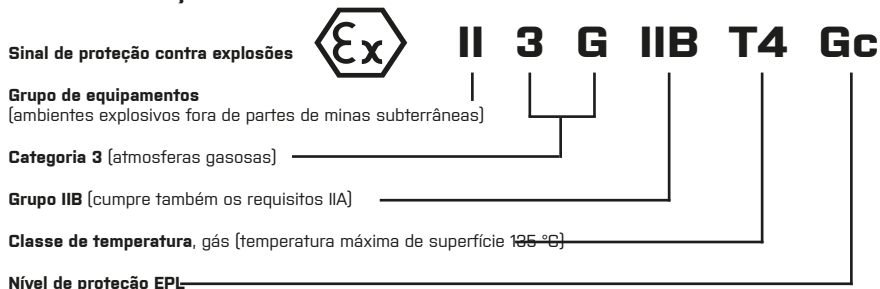 Sinal de proteção contra explosões Ex II 3 G IIB T4 Gc
Grupo de equipamentos
(ambientes explosivos fora de partes de minas subterrâneas)
Categoria 3 (atmosferas gasosas)
Grupo IIB (cumpre também os requisitos IIA)
Classe de temperatura, gás (temperatura máxima de superfície 135 °C)
Nível de proteção EPL